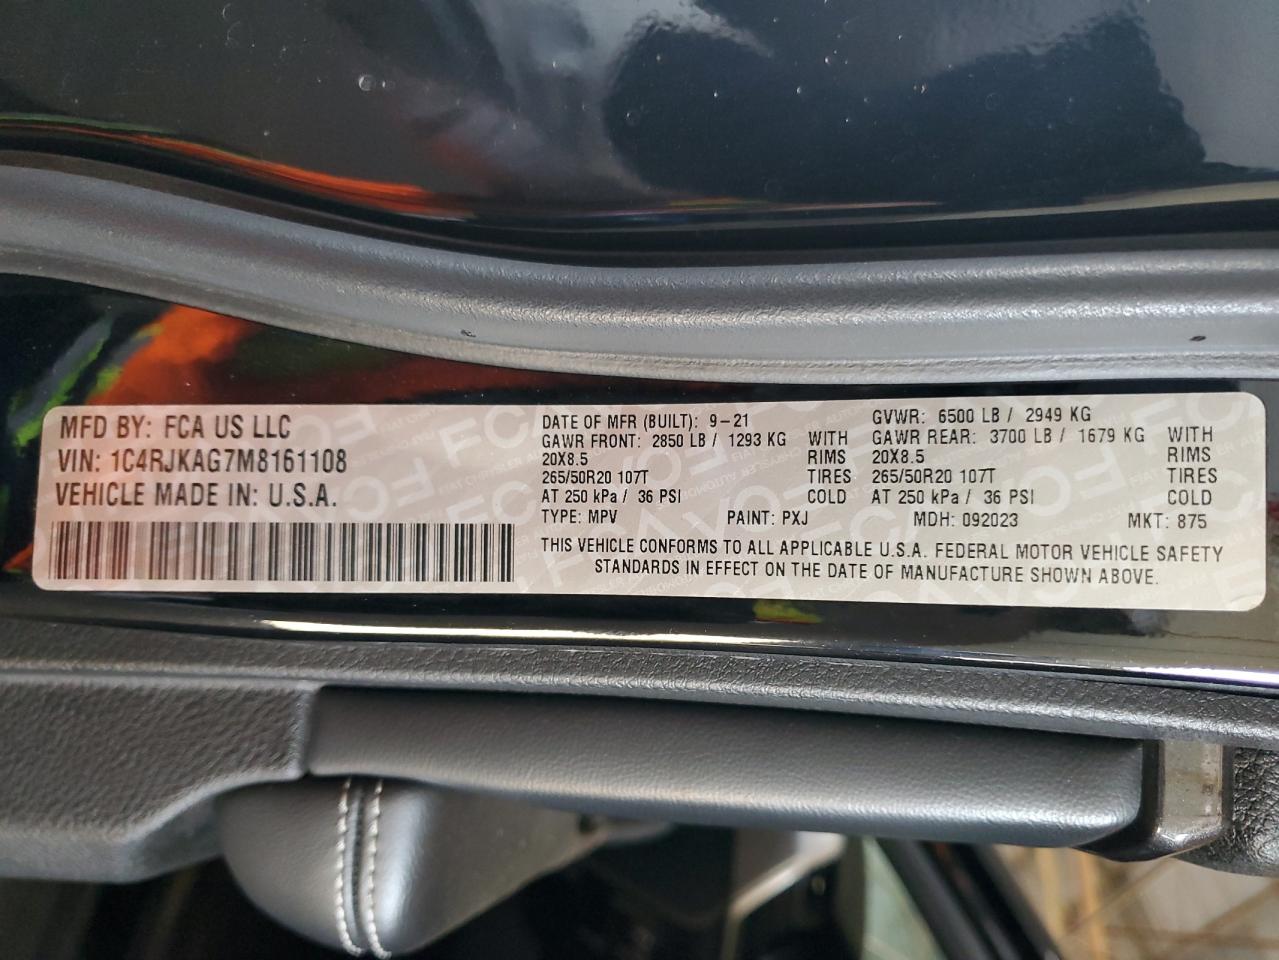 MFD BY: FCA US LLC
VIN: 1C4RJKAG7M8161108
VEHICLE MADE IN: U.S.A.
DATE OF MFR (BUILT): 9-21
GAWR FRONT: 2850 LB / 1293 KG WITH
20X8.5 RIMS
265/50R20 107T TIRES
AT 250 kPa / 36 PSI COLD
GVWR: 6500 LB / 2949 KG
GAWR REAR: 3700 LB / 1679 KG WITH
20X8.5 RIMS
265/50R20 107T TIRES
AT 250 kPa / 36 PSI COLD
TYPE: MPV PAINT: PXJ MDH: 092023 MKT: 875
THIS VEHICLE CONFORMS TO ALL APPLICABLE U.S.A. FEDERAL MOTOR VEHICLE SAFETY
STANDARDS IN EFFECT ON THE DATE OF MANUFACTURE SHOWN ABOVE.